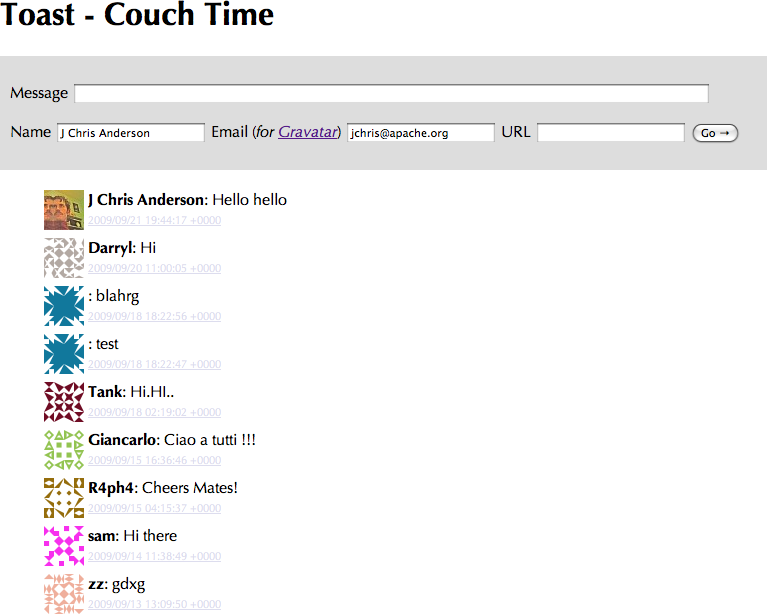 Toast - Couch Time
Message
Name J Chris Anderson Email (for Gravatar) jchris@apache.org URL Go →
J Chris Anderson: Hello hello
2009/09/21 19:44:17 +0000
Darryl: Hi
2009/09/20 11:00:05 +0000
: blahrg
2009/09/18 18:22:56 +0000
: test
2009/09/18 18:22:47 +0000
Tank: Hi.HI..
2009/09/18 02:19:02 +0000
Giancarlo: Ciao a tutti !!!
2009/09/15 16:36:46 +0000
R4ph4: Cheers Mates!
2009/09/15 04:15:37 +0000
sam: Hi there
2009/09/14 11:38:49 +0000
zz: gdxg
2009/09/13 13:09:50 +0000